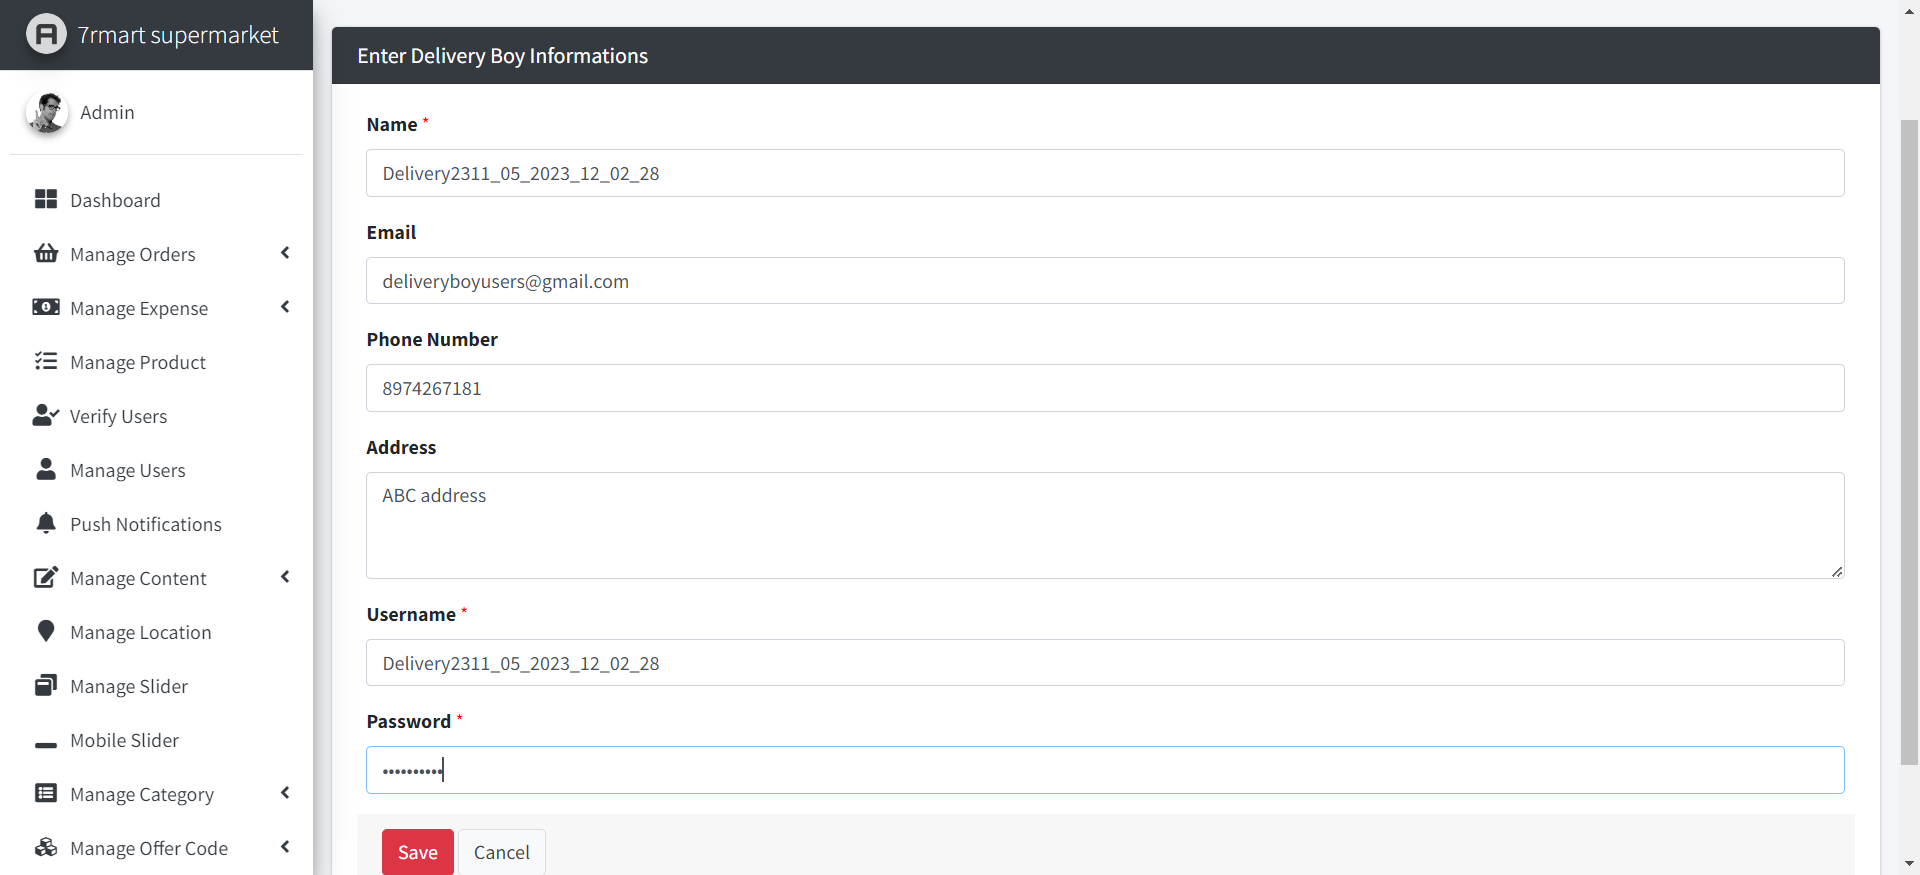 7rmart supermarket
Admin
Dashboard
Manage Orders
Manage Expense
Manage Product
Verify Users
Manage Users
Push Notifications
Manage Content
Manage Location
Manage Slider
Mobile Slider
Manage Category
Manage Offer Code
Enter Delivery Boy Informations
Name *
Delivery2311_05_2023_12_02_28
Email
deliveryboyusers@gmail.com
Phone Number
8974267181
Address
ABC address
Username *
Delivery2311_05_2023_12_02_28
Password *
••••••••••
Save Cancel